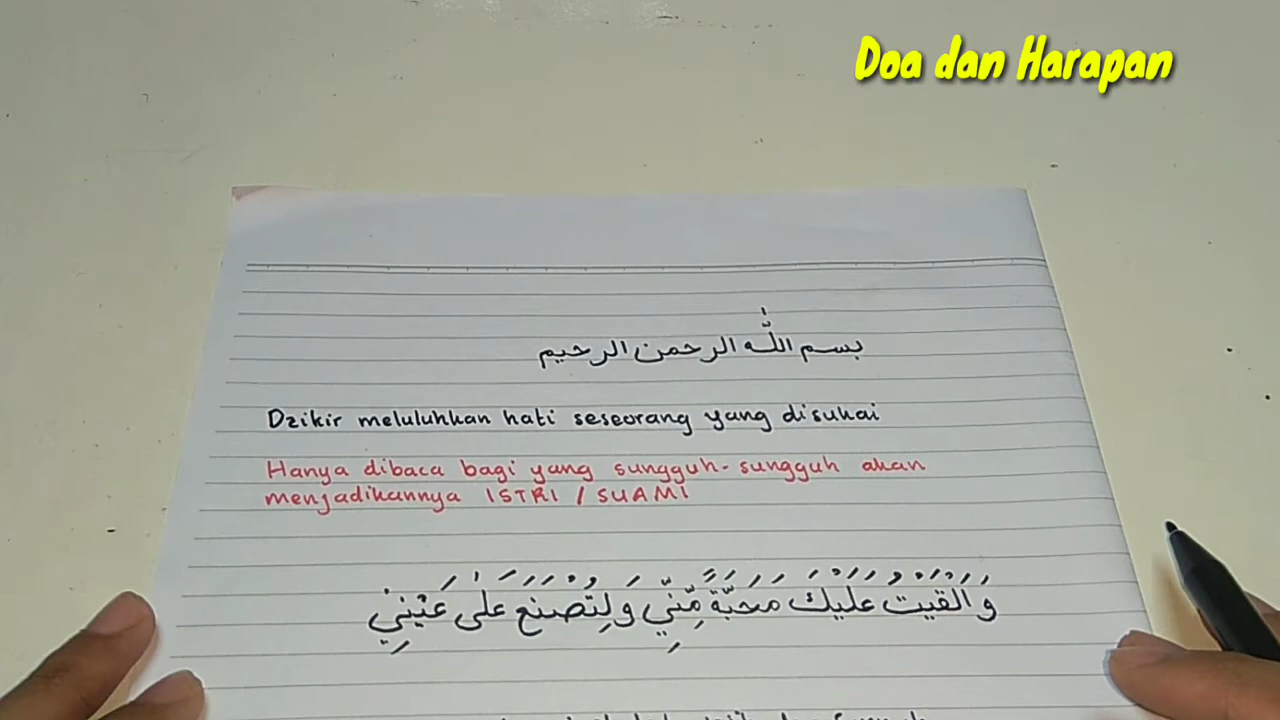 Doa dan Harapan
بسم اللّٰه الرحمن الرحيم
Dzikir meluluhkan hati seseorang yang disukai
Hanya dibaca bagi yang sungguh-sungguh akan
menjadikannya ISTRI / SUAMI
وَاَلْقَيْتُ عَلَيْكَ مَحَبَّةً مِّنِّيْ وَلِتُصْنَعَ عَلٰى عَيْنِيْ